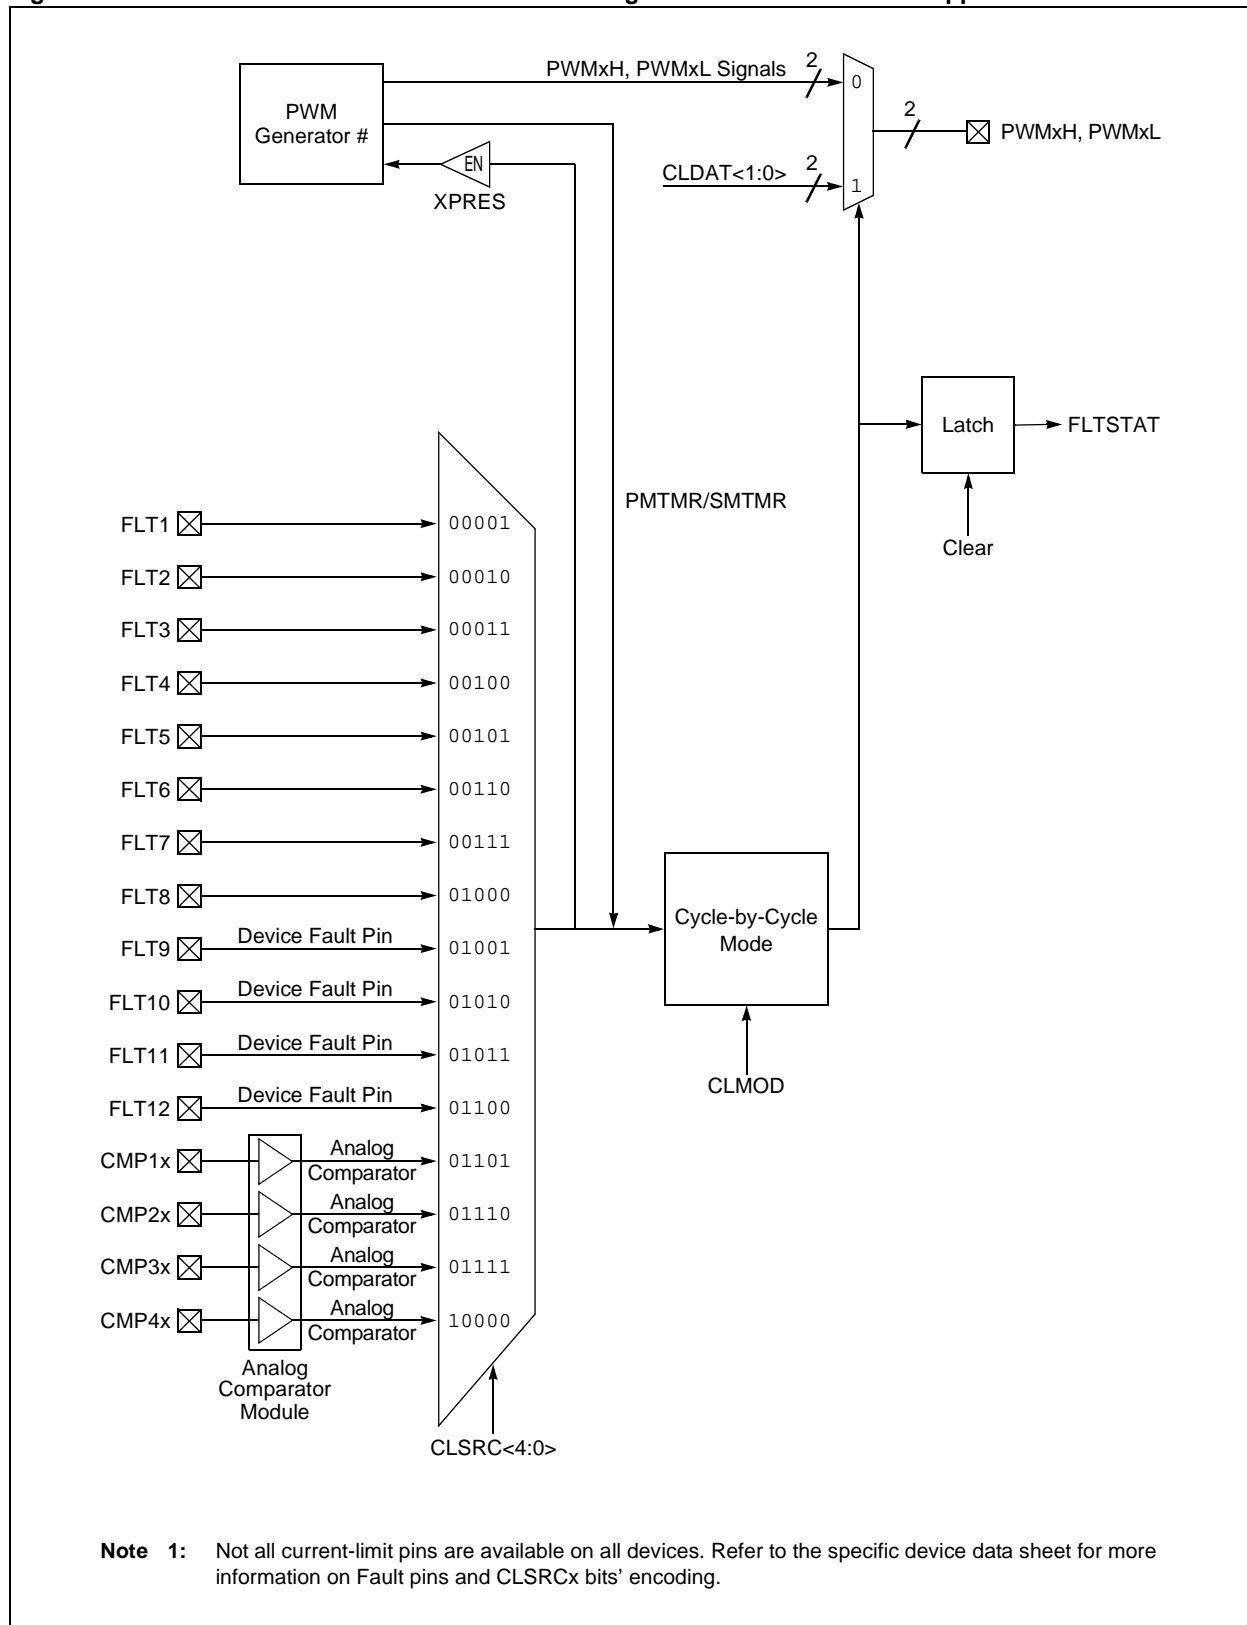 PWMxH, PWMxL Signals
2
0
PWM
Generator #
2
PWMxH, PWMxL
EN
CLDAT<1:0>
2
1
XPRES
Latch
FLTSTAT
PMTMR/SMTMR
Clear
FLT1
00001
FLT2
00010
FLT3
00011
FLT4
00100
FLT5
00101
FLT6
00110
FLT7
00111
FLT8
01000
Cycle-by-Cycle
Mode
FLT9
Device Fault Pin
01001
FLT10
Device Fault Pin
01010
FLT11
Device Fault Pin
01011
CLMOD
FLT12
Device Fault Pin
01100
CMP1x
Analog
Comparator
01101
CMP2x
Analog
Comparator
01110
CMP3x
Analog
Comparator
01111
CMP4x
Analog
Comparator
10000
Analog
Comparator
Module
CLSRC<4:0>
Note 1: Not all current-limit pins are available on all devices. Refer to the specific device data sheet for more
information on Fault pins and CLSRCx bits' encoding.